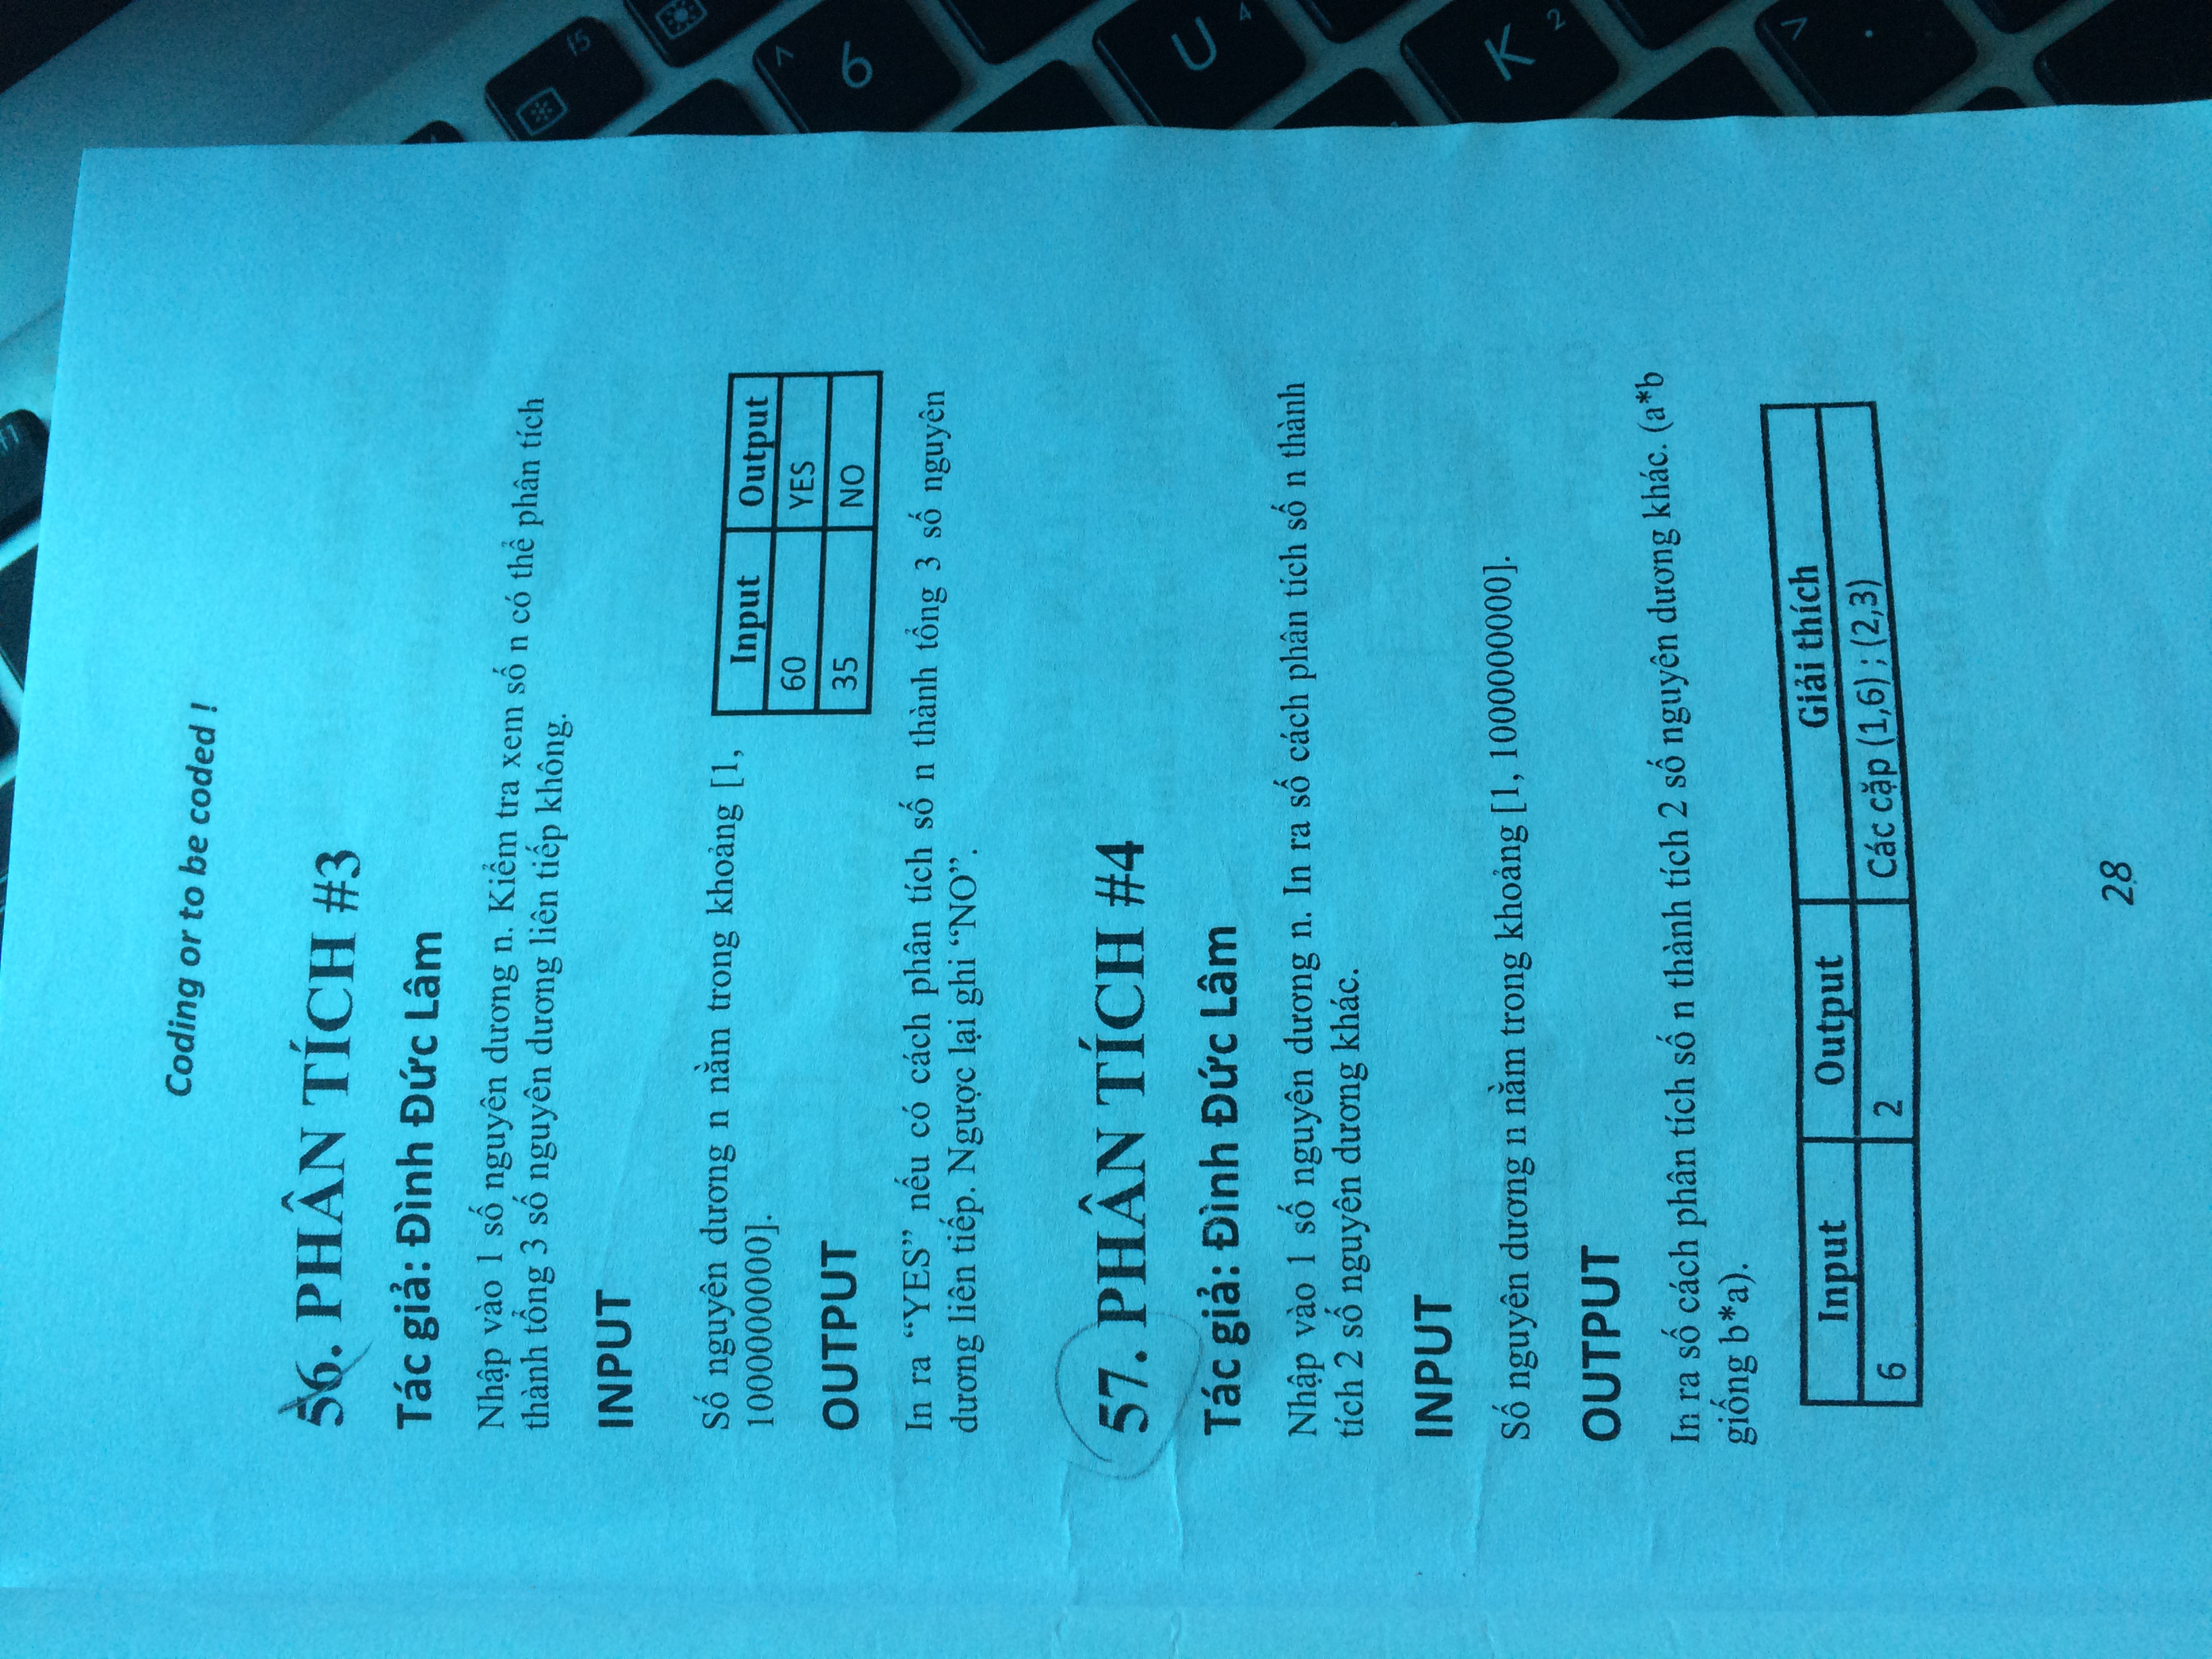 Coding or to be coded !
56. PHÂN TÍCH #3
Tác giả: Đình Đức Lâm
Nhập vào 1 số nguyên dương n. Kiểm tra xem số n có thể phân tích
thành tổng 3 số nguyên dương liên tiếp không.
INPUT
Số nguyên dương n nằm trong khoảng [1,
1000000000].
Input Output
60 YES
35 NO
OUTPUT
In ra “YES” nếu có cách phân tích số n thành tổng 3 số nguyên
dương liên tiếp. Ngược lại ghi “NO”.
57. PHÂN TÍCH #4
Tác giả: Đình Đức Lâm
Nhập vào 1 số nguyên dương n. In ra số cách phân tích số n thành
tích 2 số nguyên dương khác.
INPUT
Số nguyên dương n nằm trong khoảng [1, 1000000000].
OUTPUT
In ra số cách phân tích số n thành tích 2 số nguyên dương khác. (a*b
giống b*a).
Input Output Giải thích
6 2 Các cặp (1,6) ; (2,3)
28
f5
^
6
U
4
K
2
>
.